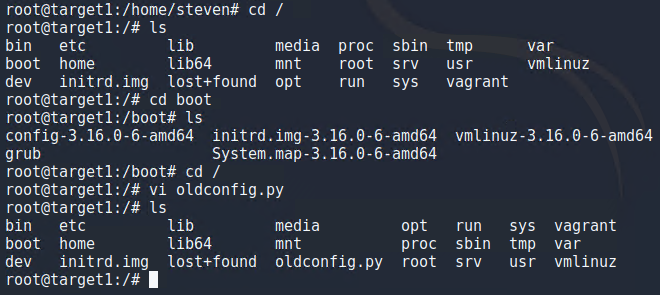 root@target1:/home/steven# cd /
root@target1:/# ls
bin   etc         lib         media  proc  sbin  tmp      var
boot  home        lib64       mnt    root  srv   usr      vmlinuz
dev   initrd.img  lost+found  opt    run   sys   vagrant
root@target1:/# cd boot
root@target1:/boot# ls
config-3.16.0-6-amd64  initrd.img-3.16.0-6-amd64  vmlinuz-3.16.0-6-amd64
grub                   System.map-3.16.0-6-amd64
root@target1:/boot# cd /
root@target1:/# vi oldconfig.py
root@target1:/# ls
bin   etc         lib         media         opt   run   sys  vagrant
boot  home        lib64       mnt           proc  sbin  tmp  var
dev   initrd.img  lost+found  oldconfig.py  root  srv   usr  vmlinuz
root@target1:/#